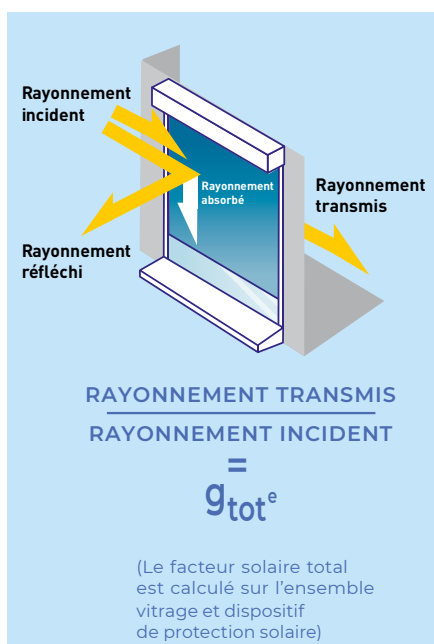 Rayonnement
incident
Rayonnement
absorbé
Rayonnement
transmis
Rayonnement
réfléchi
RAYONNEMENT TRANSMIS
RAYONNEMENT INCIDENT
=
gtotᵉ
(Le facteur solaire total
est calculé sur l’ensemble
vitrage et dispositif
de protection solaire)